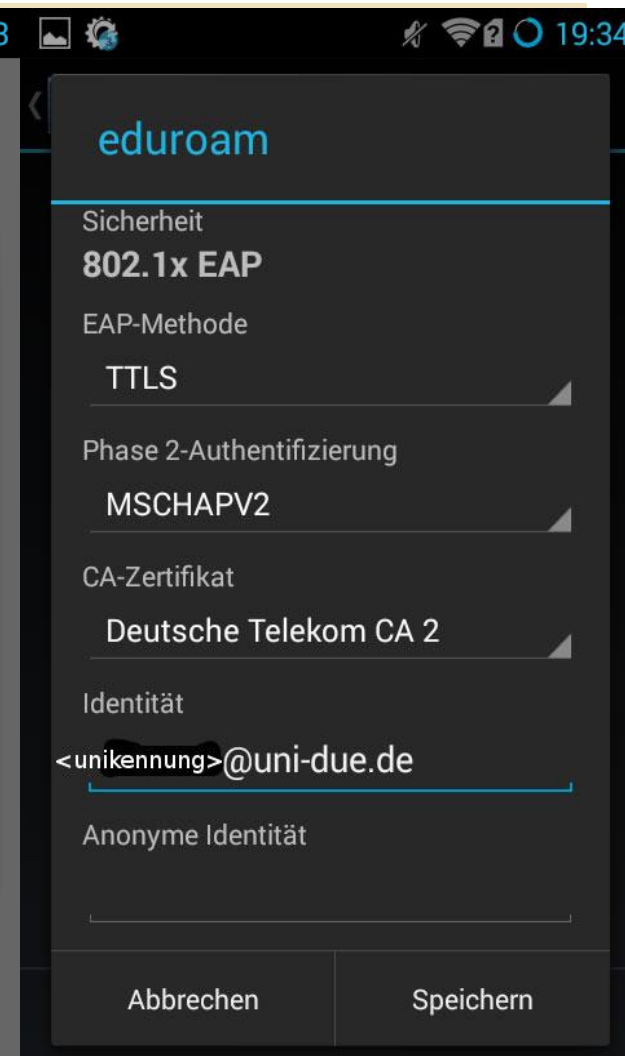 3
19:34
eduroam
Sicherheit
802.1x EAP
EAP-Methode
TTLS
Phase 2-Authentifizierung
MSCHAPV2
CA-Zertifikat
Deutsche Telekom CA 2
Identität
<unikennung>@uni-due.de
Anonyme Identität
Abbrechen
Speichern